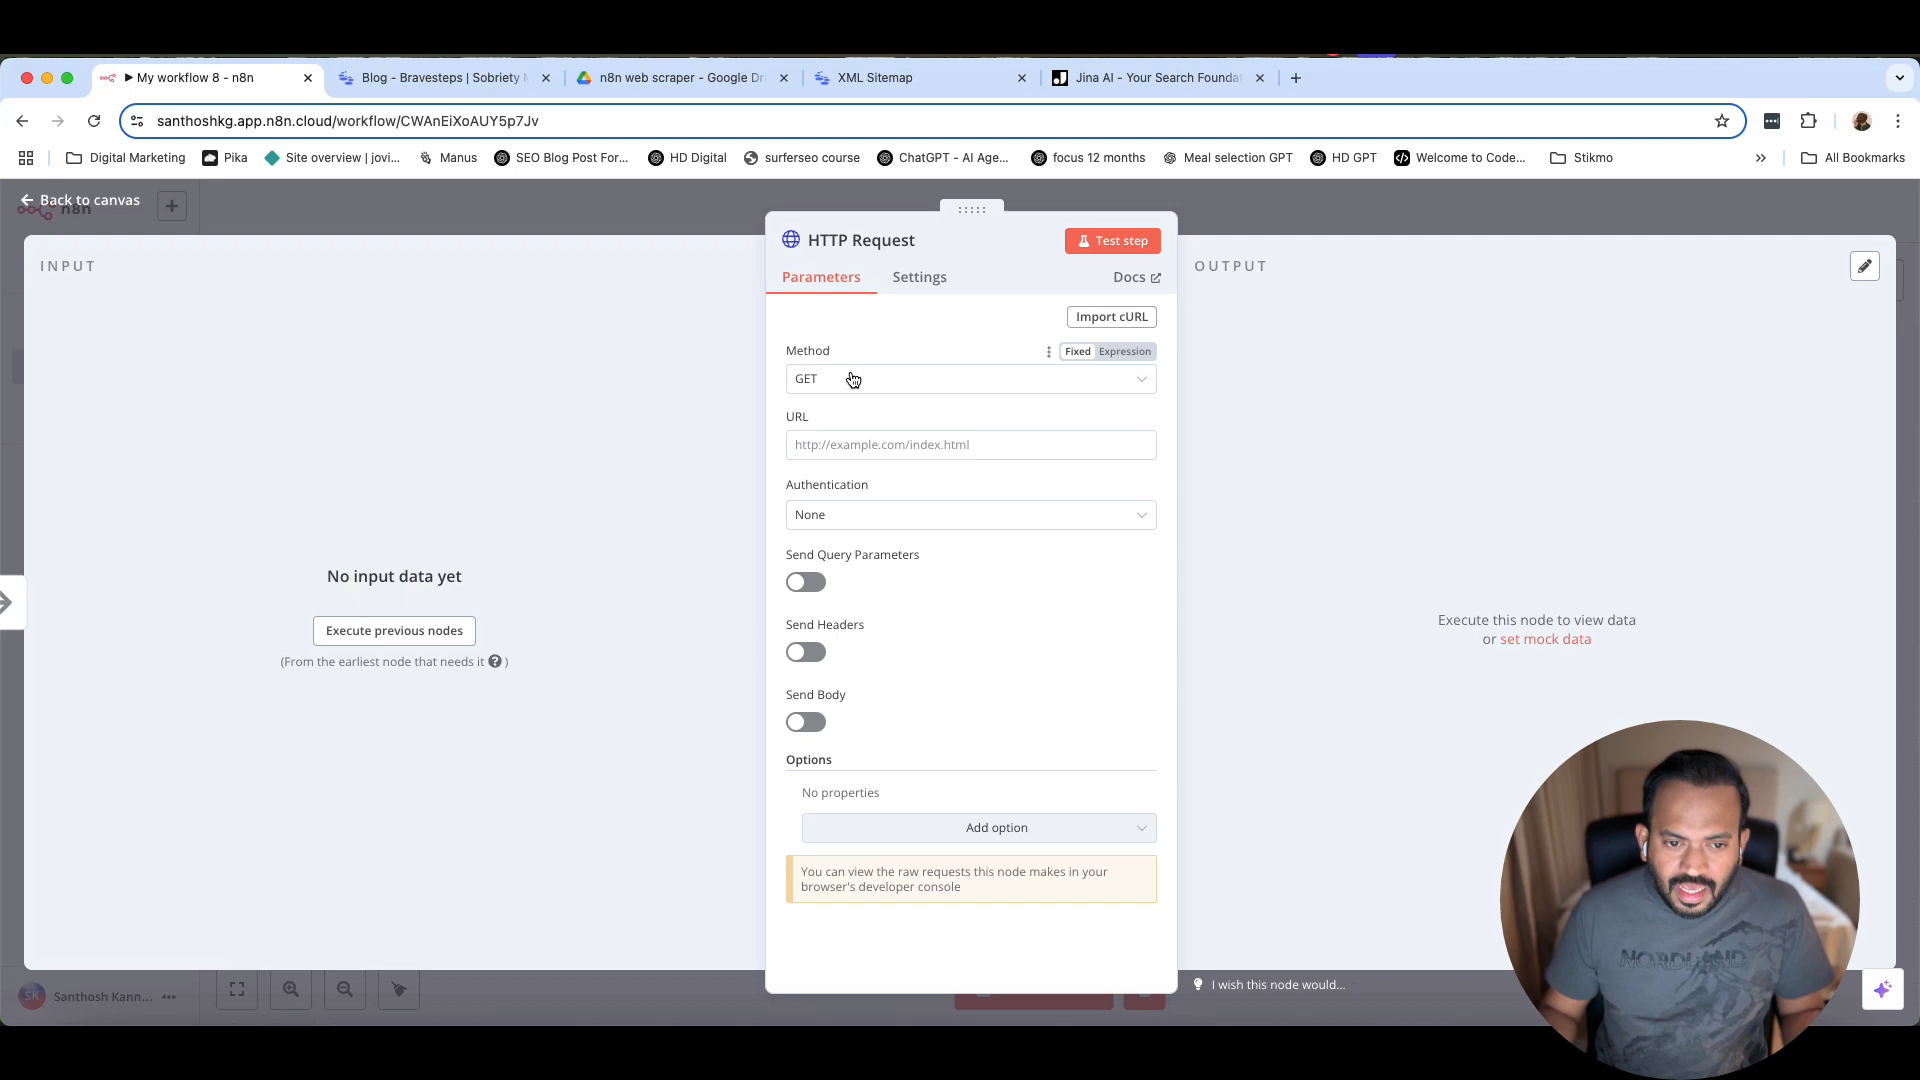 My workflow 8 - n8n
Blog - Bravesteps | Sobriety
n8n web scraper - Google Dri
XML Sitemap
Jina AI - Your Search Founda
santhoshkg.app.n8n.cloud/workflow/CWAnEiXoAUY5p7Jv
Digital Marketing
Pika
Site overview | jovi...
Manus
SEO Blog Post For...
HD Digital
surferseo course
ChatGPT - AI Age...
focus 12 months
Meal selection GPT
HD GPT
Welcome to Code...
Stikmo
All Bookmarks
Back to canvas
n8n
HTTP Request
Test step
INPUT
OUTPUT
Parameters
Settings
Docs
Import cURL
Method
Fixed
Expression
GET
URL
http://example.com/index.html
Authentication
None
Send Query Parameters
No input data yet
Execute previous nodes
(From the earliest node that needs it ? )
Execute this node to view data
or set mock data
Send Headers
Send Body
Options
No properties
Add option
You can view the raw requests this node makes in your
browser's developer console
NORDLAND
SK
Santhosh Kann...
I wish this node would...